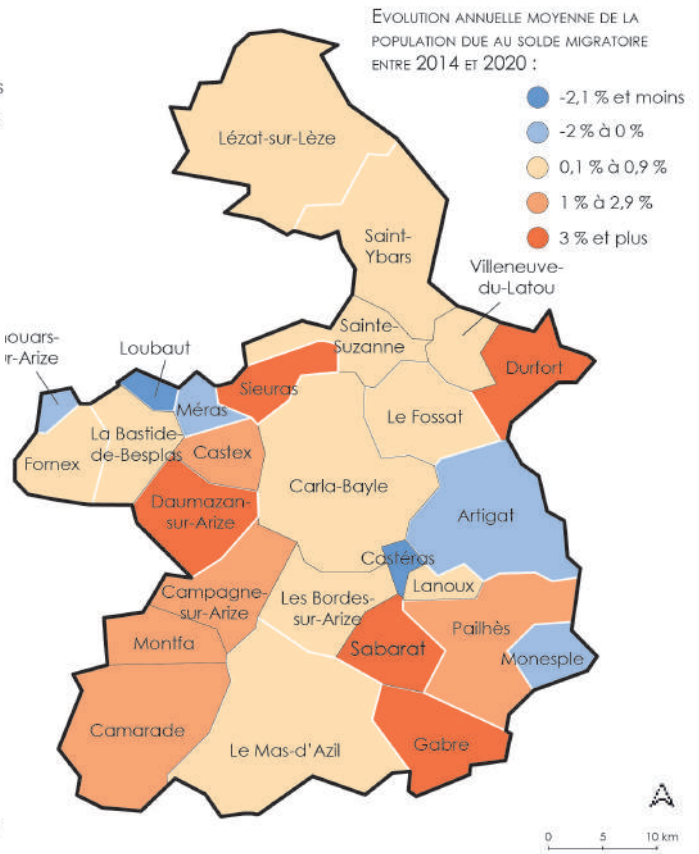 EVOLUTION ANNUELLE MOYENNE DE LA
POPULATION DUE AU SOLDE MIGRATOIRE
ENTRE 2014 ET 2020 :
-2,1 % et moins
-2 % à 0 %
0,1 % à 0,9 %
1 % à 2,9 %
3 % et plus
Lézat-sur-Lèze
Saint-
Ybars
Villeneuve-
du-Latou
Sainte-
Suzanne
Durfort
ouars-
r-Arize
Loubaut
Sieuras
Méras
Le Fossat
La Bastide-
de-Besplas
Castex
Fornex
Carla-Bayle
Daumazan-
sur-Arize
Artigat
Castéras
Lanoux
Campagne-
sur-Arize
Les Bordes-
sur-Arize
Pailhès
Montfa
Sabarat
Monesple
Camarade
Le Mas-d'Azil
Gabre
0 5 10 km